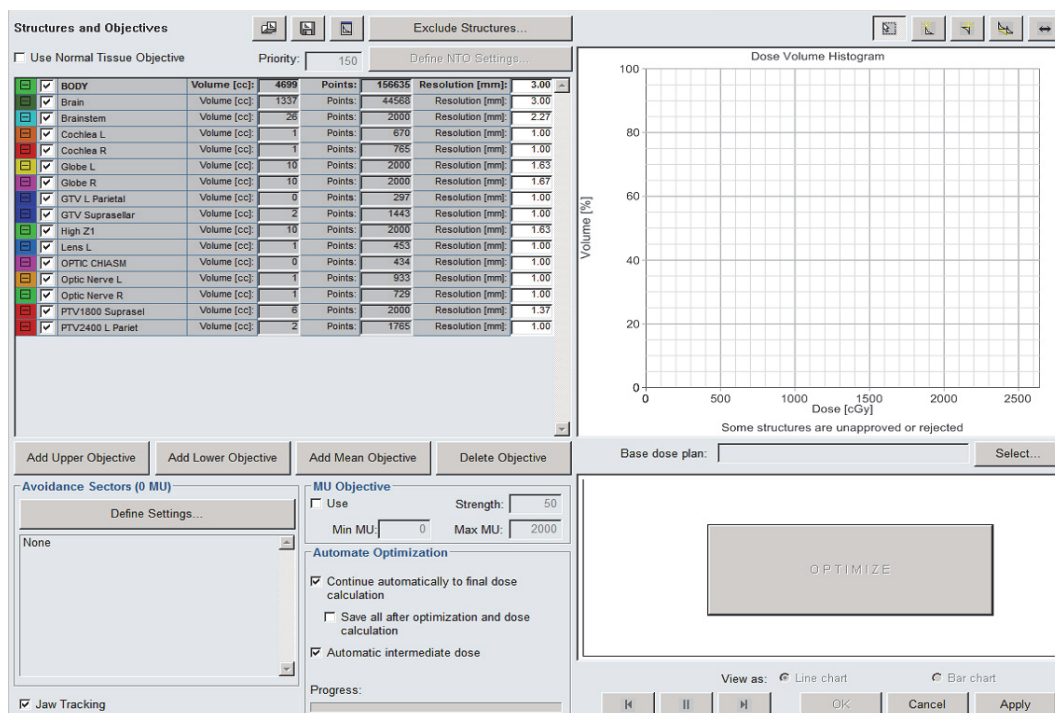 Structures and Objectives
Exclude Structures...
Use Normal Tissue Objective Priority: 150 Define NTO Settings...
BODY Volume [cc]: 4699 Points: 156635 Resolution [mm]: 3.00
Brain Volume [cc]: 1337 Points: 44568 Resolution [mm]: 3.00
Brainstem Volume [cc]: 26 Points: 2000 Resolution [mm]: 2.27
Cochlea L Volume [cc]: 1 Points: 670 Resolution [mm]: 1.00
Cochlea R Volume [cc]: 1 Points: 765 Resolution [mm]: 1.00
Globe L Volume [cc]: 10 Points: 2000 Resolution [mm]: 1.63
Globe R Volume [cc]: 10 Points: 2000 Resolution [mm]: 1.67
GTV L Parietal Volume [cc]: 0 Points: 297 Resolution [mm]: 1.00
GTV Suprasellar Volume [cc]: 2 Points: 1443 Resolution [mm]: 1.00
High Z1 Volume [cc]: 10 Points: 2000 Resolution [mm]: 1.63
Lens L Volume [cc]: 1 Points: 453 Resolution [mm]: 1.00
OPTIC CHIASM Volume [cc]: 0 Points: 434 Resolution [mm]: 1.00
Optic Nerve L Volume [cc]: 1 Points: 933 Resolution [mm]: 1.00
Optic Nerve R Volume [cc]: 1 Points: 729 Resolution [mm]: 1.00
PTV1800 Suprasel Volume [cc]: 6 Points: 2000 Resolution [mm]: 1.37
PTV2400 L Pariet Volume [cc]: 2 Points: 1765 Resolution [mm]: 1.00
Add Upper Objective Add Lower Objective Add Mean Objective Delete Objective
Avoidance Sectors (0 MU)
Define Settings...
None
Jaw Tracking
MU Objective
Use Strength: 50
Min MU: 0 Max MU: 2000
Automate Optimization
Continue automatically to final dose
calculation
Save all after optimization and dose
calculation
Automatic intermediate dose
Progress:
Dose Volume Histogram
100
80
60
40
20
0
Volume [%]
0 500 1000 1500 2000 2500
Dose [cGy]
Some structures are unapproved or rejected
Base dose plan: Select...
OPTIMIZE
View as: Line chart Bar chart
OK Cancel Apply